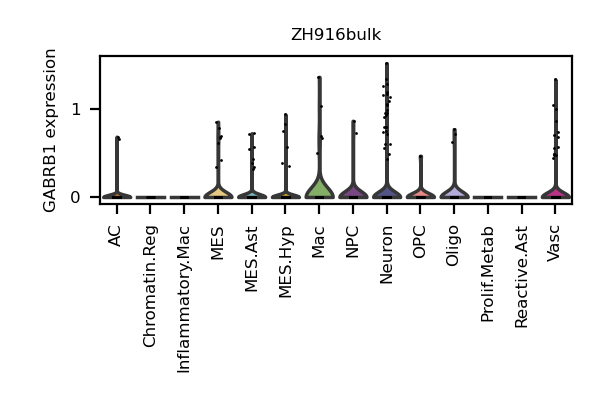 ZH916bulk
GABRB1 expression
1
0
AC
Chromatin.Reg
Inflammatory.Mac
MES
MES.Ast
MES.Hyp
Mac
NPC
Neuron
OPC
Oligo
Prolif.Metab
Reactive.Ast
Vasc